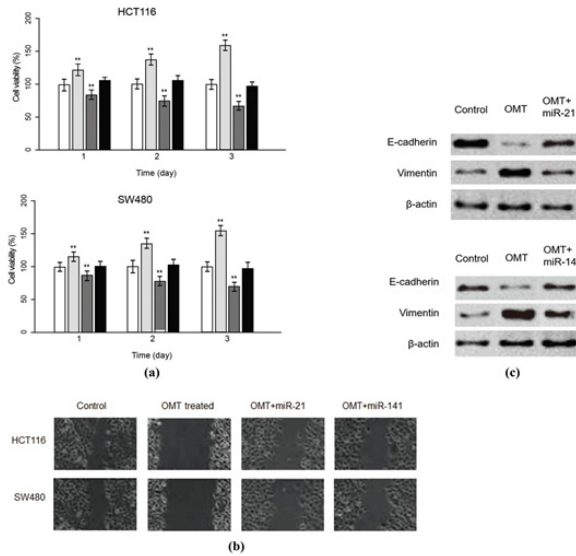 HCT116
Cell viability (%)
200
150
100
50
0
** ** ** ** ** **
1 2 3
Time (day)
SW480
Cell viability (%)
200
150
100
50
0
** ** ** ** ** **
1 2 3
Time (day)
(a)
Control OMT OMT+ miR-21
E-cadherin
Vimentin
β-actin
Control OMT OMT+ miR-14
E-cadherin
Vimentin
β-actin
(c)
Control OMT treated OMT+miR-21 OMT+miR-141
HCT116
SW480
(b)